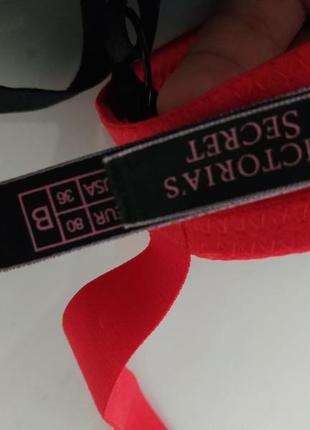 VICTORIA'S
SECRET
EUR USA
80 36
B